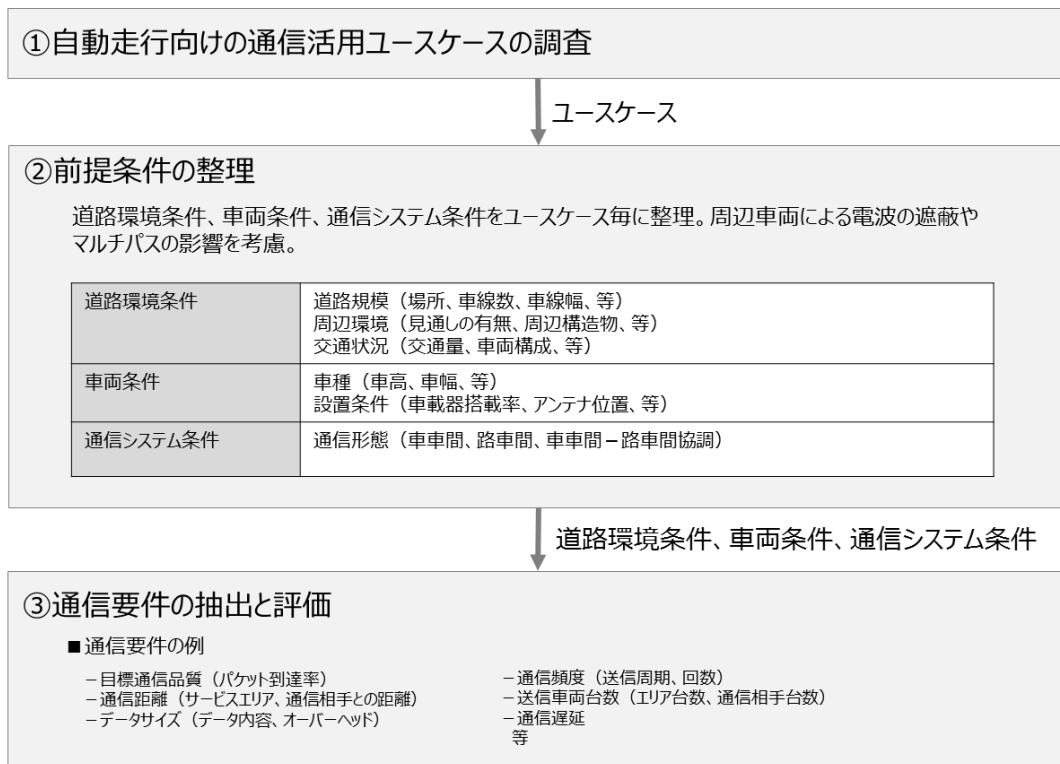 ①自動走行向けの通信活用ユースケースの調査
ユースケース
②前提条件の整理
道路環境条件、車両条件、通信システム条件をユースケース毎に整理。周辺車両による電波の遮蔽や
マルチパスの影響を考慮。
道路環境条件
道路規模（場所、車線数、車線幅、等）
周辺環境（見通しの有無、周辺構造物、等）
交通状況（交通量、車両構成、等）
車両条件
車種（車高、車幅、等）
設置条件（車載器搭載率、アンテナ位置、等）
通信システム条件
通信形態（車車間、路車間、車車間－路車間協調）
道路環境条件、車両条件、通信システム条件
③通信要件の抽出と評価
■通信要件の例
－目標通信品質（パケット到達率）
－通信距離（サービスエリア、通信相手との距離）
－データサイズ（データ内容、オーバーヘッド）
－通信頻度（送信周期、回数）
－送信車両台数（エリア台数、通信相手台数）
－通信遅延
等